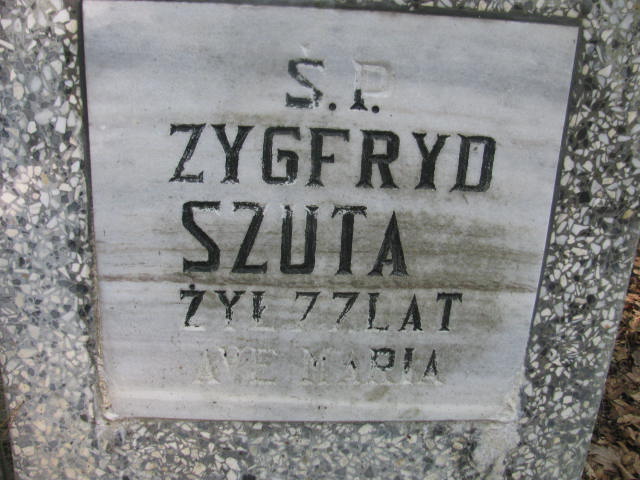 Ś.P.
ZYGFRYD
SZUTA
ŻYŁ 77 LAT
AVE MARIA